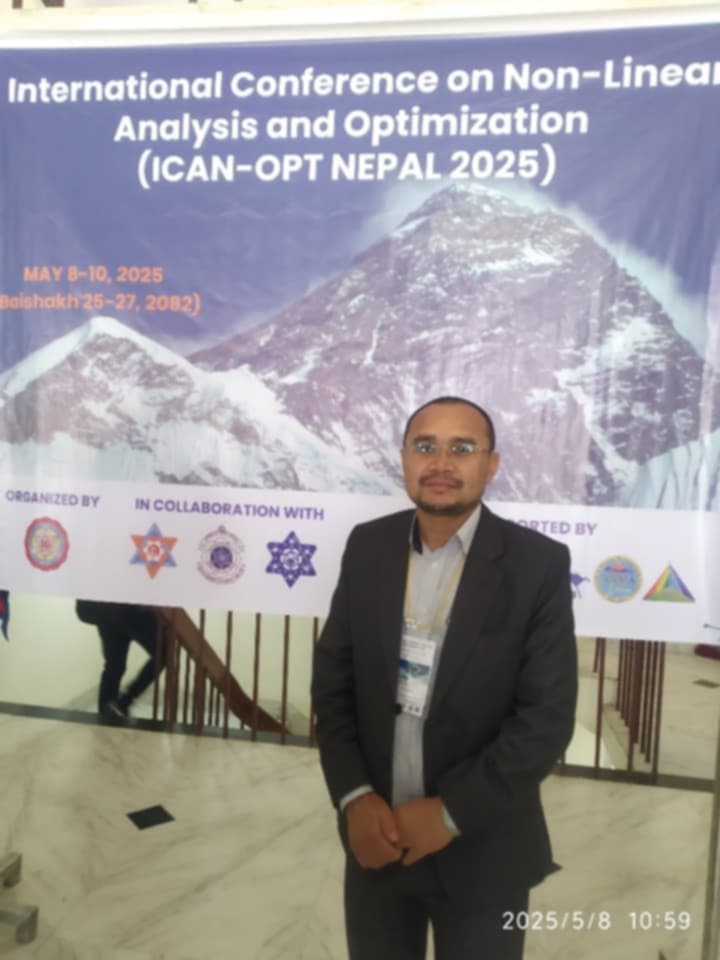 International Conference on Non-Linear
Analysis and Optimization
(ICAN-OPT NEPAL 2025)
MAY 8-10, 2025
Baishakh 25-27, 2082)
ORGANIZED BY
IN COLLABORATION WITH
ORTED BY
2025/5/8 10:59